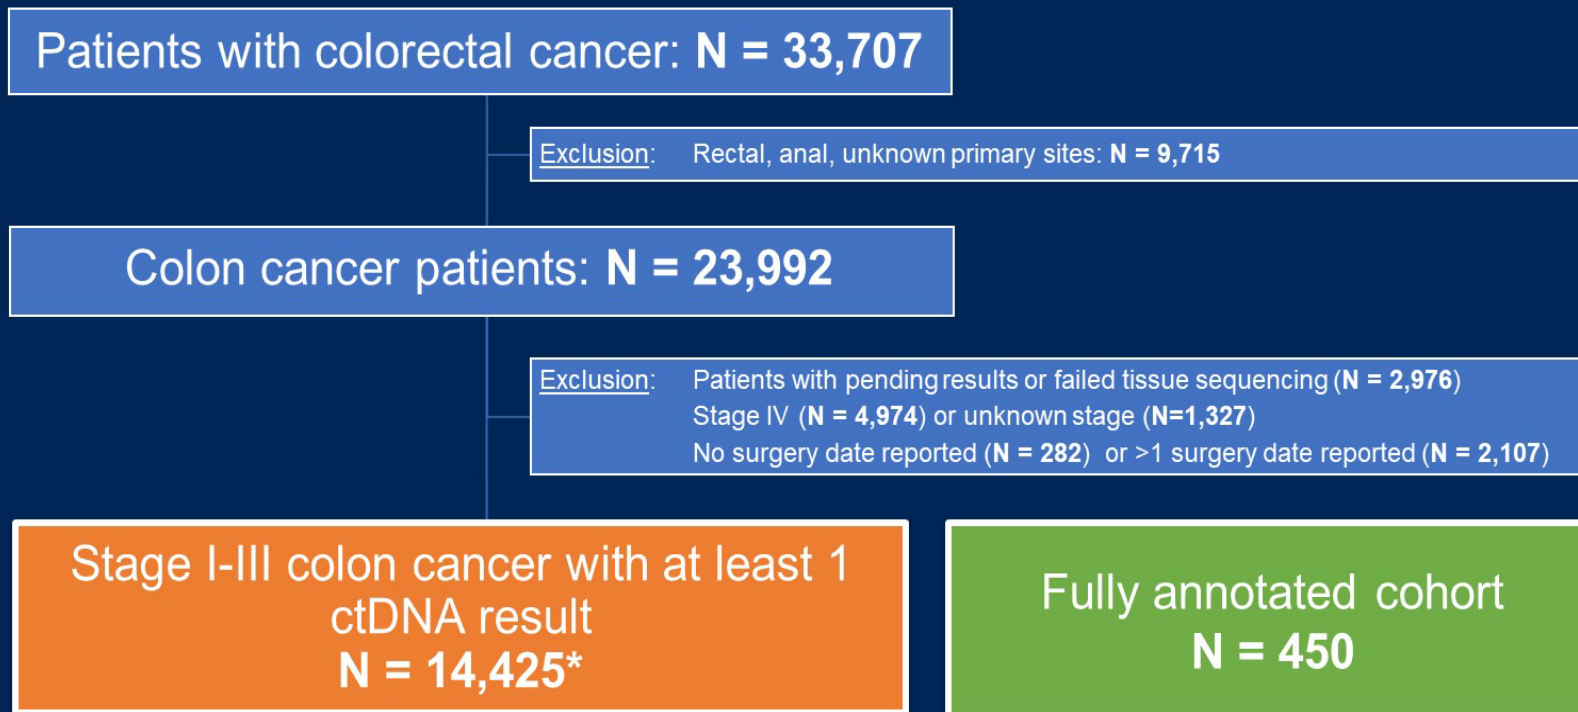 Patients with colorectal cancer: N = 33,707
Exclusion: Rectal, anal, unknown primary sites: N = 9,715
Colon cancer patients: N = 23,992
Exclusion: Patients with pending results or failed tissue sequencing (N = 2,976)
Stage IV (N = 4,974) or unknown stage (N=1,327)
No surgery date reported (N = 282) or >1 surgery date reported (N = 2,107)
Stage I-III colon cancer with at least 1
ctDNA result
N = 14,425*
Fully annotated cohort
N = 450